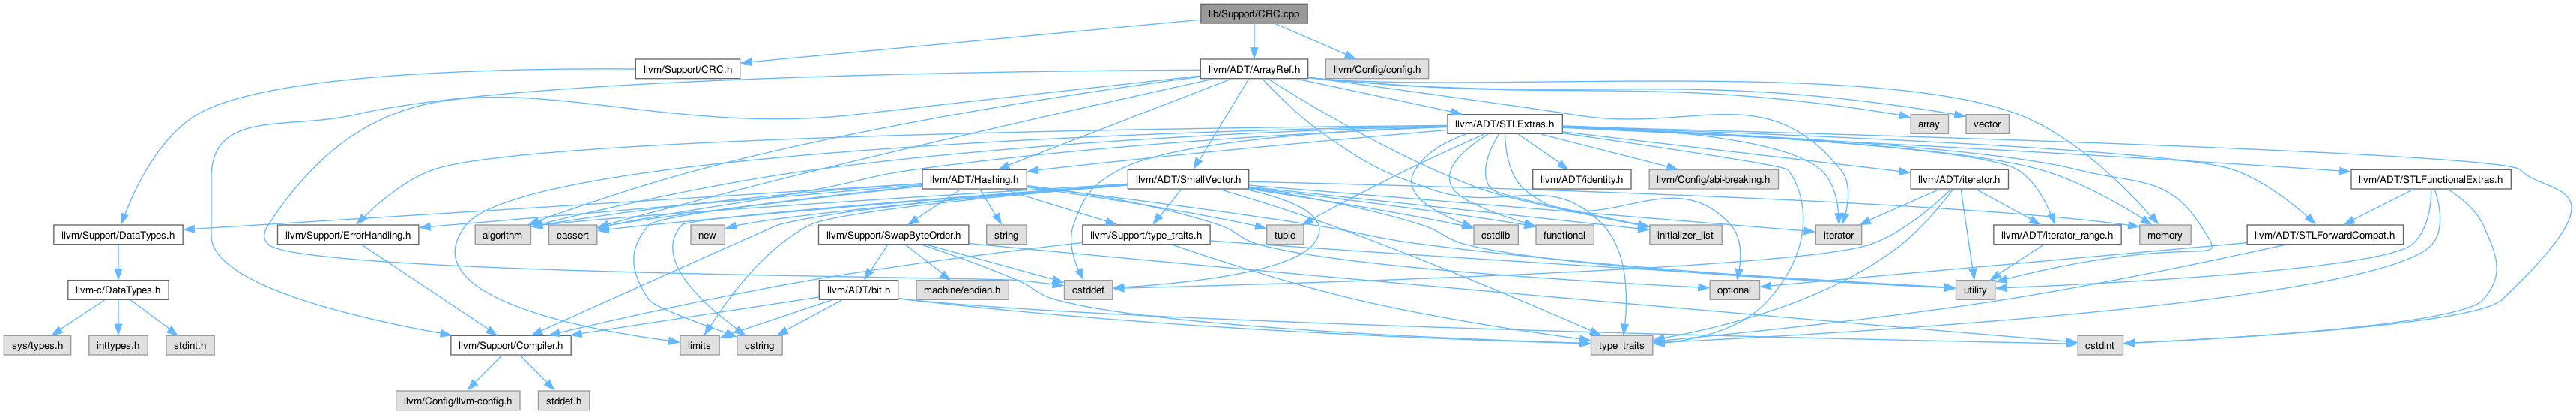 lib/Support/CRC.cpp
llvm/Support/CRC.h
llvm/ADT/ArrayRef.h
llvm/Config/config.h
llvm/ADT/STLExtras.h
array
vector
llvm/ADT/Hashing.h
llvm/ADT/SmallVector.h
llvm/ADT/identity.h
llvm/Config/abi-breaking.h
llvm/ADT/iterator.h
llvm/ADT/STLFunctionalExtras.h
llvm/Support/DataTypes.h
llvm/Support/ErrorHandling.h
algorithm
cassert
new
llvm/Support/SwapByteOrder.h
string
llvm/Support/type_traits.h
tuple
cstdlib
functional
initializer_list
iterator
llvm/ADT/iterator_range.h
memory
llvm/ADT/STLForwardCompat.h
llvm-c/DataTypes.h
llvm/ADT/bit.h
machine/endian.h
cstddef
optional
utility
sys/types.h
inttypes.h
stdint.h
llvm/Support/Compiler.h
limits
cstring
type_traits
cstdint
llvm/Config/llvm-config.h
stddef.h